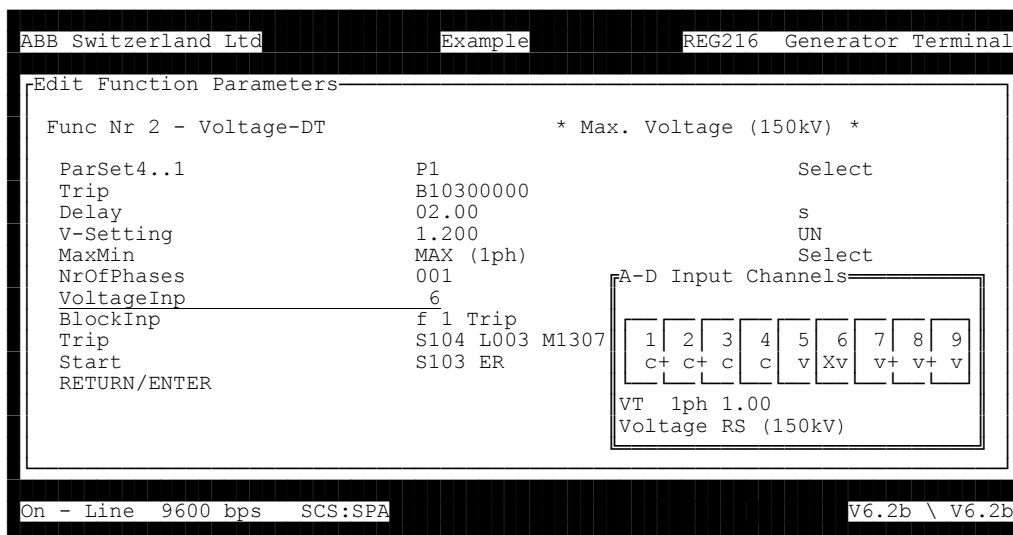 ABB Switzerland Ltd Example REG216 Generator Terminal
Edit Function Parameters
Func Nr 2 - Voltage-DT * Max. Voltage (150kV) *
ParSet4..1 P1 Select
Trip B10300000
Delay 02.00 s
V-Setting 1.200 UN
MaxMin MAX (1ph) Select
NrOfPhases 001 A-D Input Channels
VoltageInp 6
BlockInp f 1 Trip
Trip S104 L003 M1307 1 2 3 4 5 6 7 8 9
Start S103 ER c+ c+ c c v Xv v+ v+ v
RETURN/ENTER
VT 1ph 1.00
Voltage RS (150kV)
On - Line 9600 bps SCS:SPA V6.2b \ V6.2b